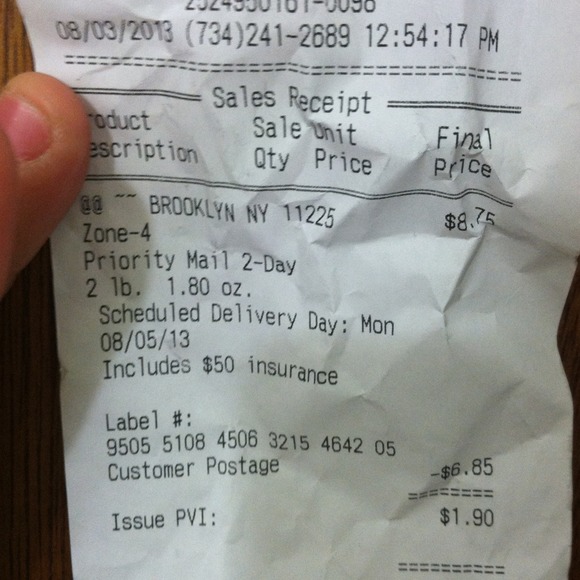 2524950161-0098
08/03/2013 (734)241-2689 12:54:17 PM
Sales Receipt
roduct Sale Unit Final
escription Qty Price Price
@@ ~~ BROOKLYN NY 11225 $8.75
Zone-4
Priority Mail 2-Day
2 lb. 1.80 oz.
Scheduled Delivery Day: Mon
08/05/13
Includes $50 insurance
Label #:
9505 5108 4506 3215 4642 05
Customer Postage -$6.85
========
Issue PVI: $1.90
==========